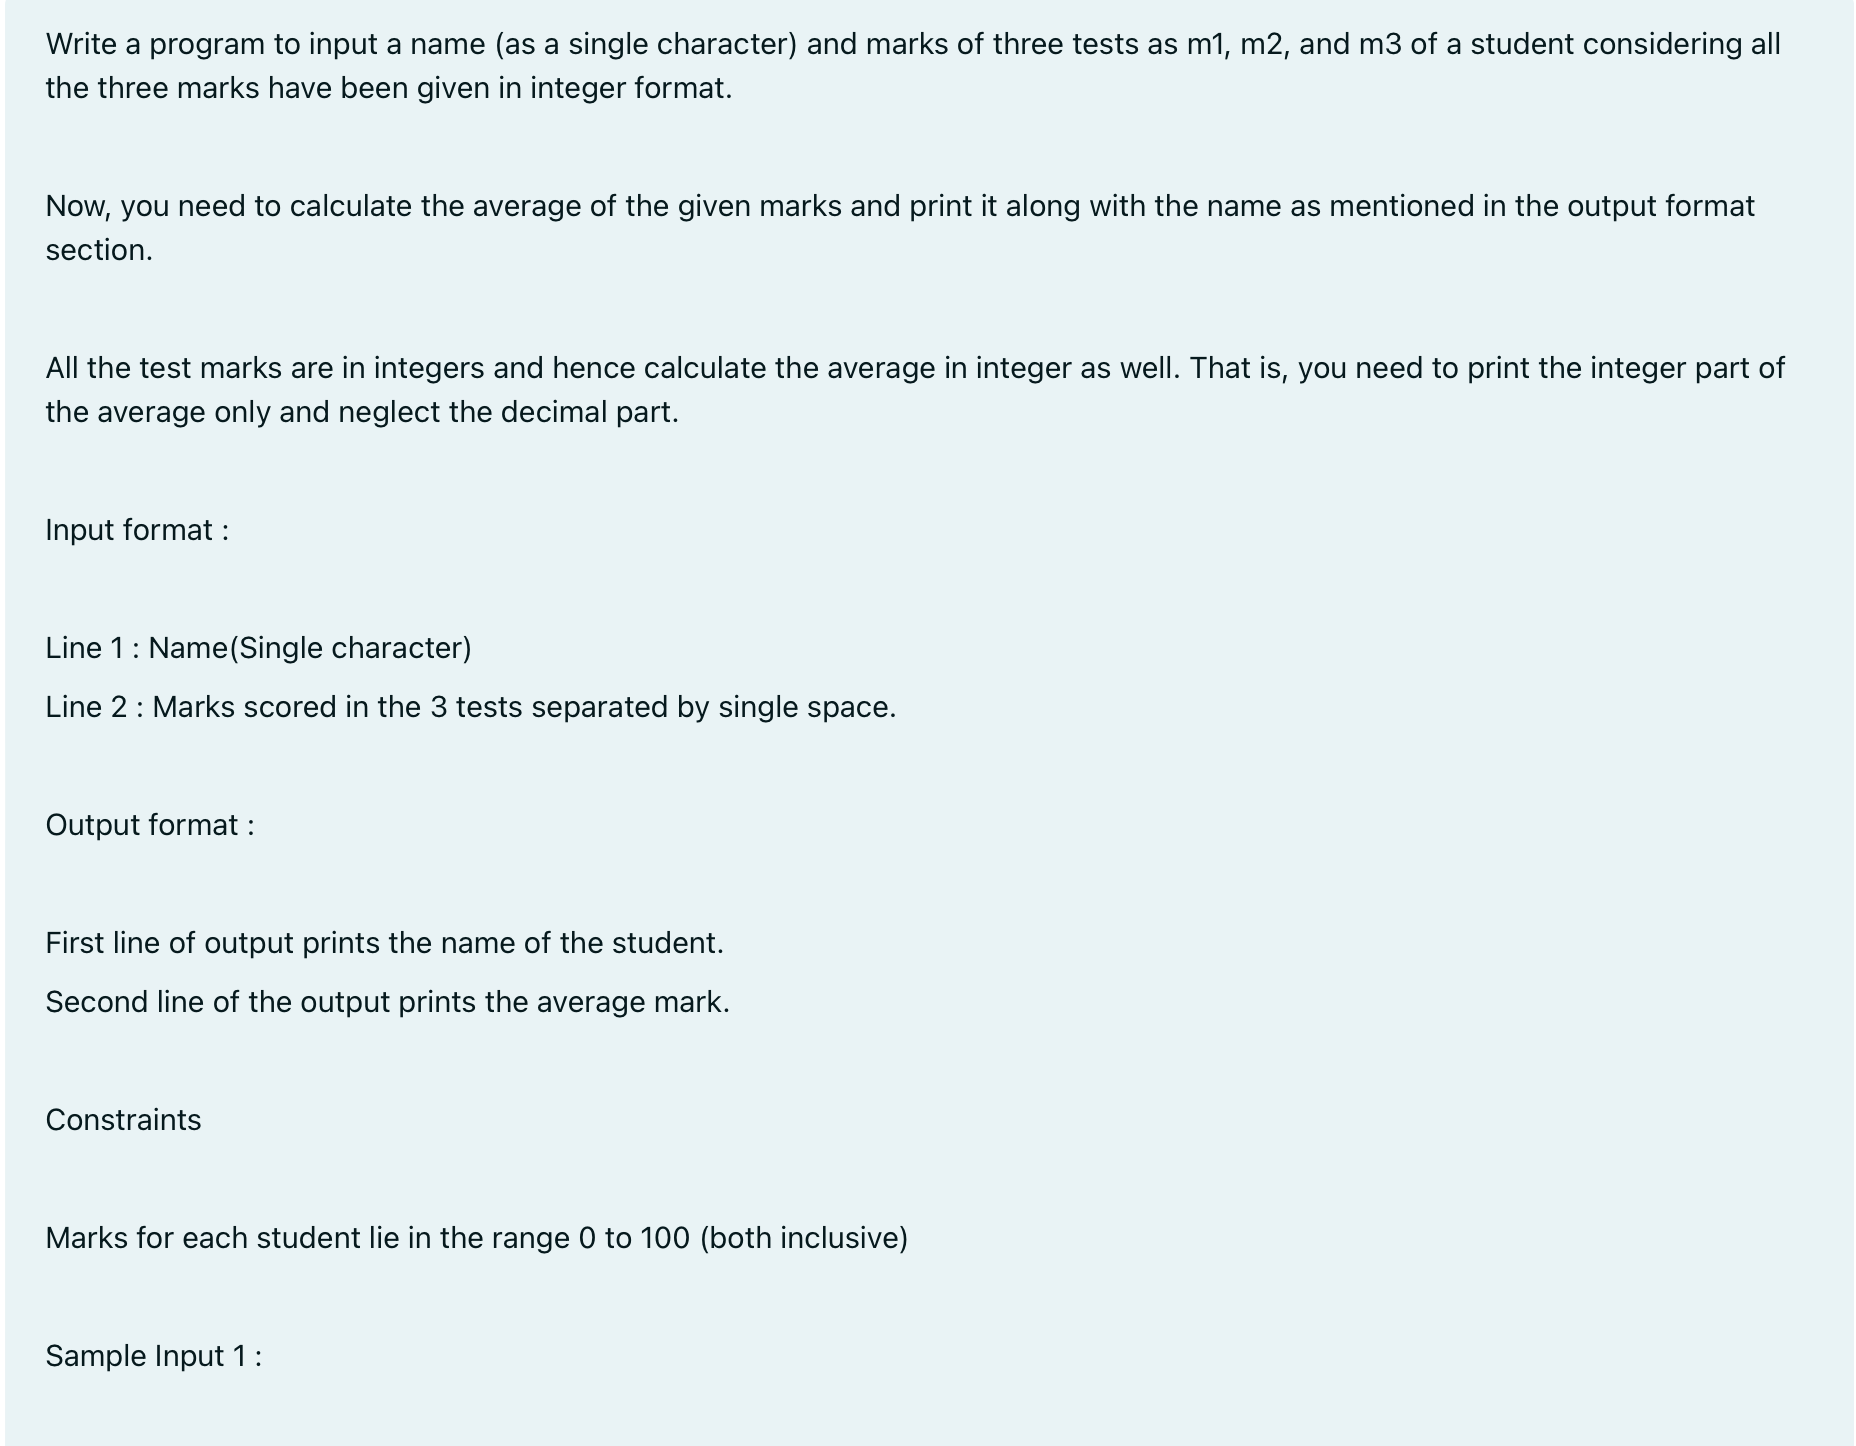 Write a program to input a name (as a single character) and marks of three tests as m1, m2, and m3 of a student considering all
the three marks have been given in integer format.
Now, you need to calculate the average of the given marks and print it along with the name as mentioned in the output format
section.
All the test marks are in integers and hence calculate the average in integer as well. That is, you need to print the integer part of
the average only and neglect the decimal part.
Input format :
Line 1 : Name(Single character)
Line 2 : Marks scored in the 3 tests separated by single space.
Output format :
First line of output prints the name of the student.
Second line of the output prints the average mark.
Constraints
Marks for each student lie in the range 0 to 100 (both inclusive)
Sample Input 1 :